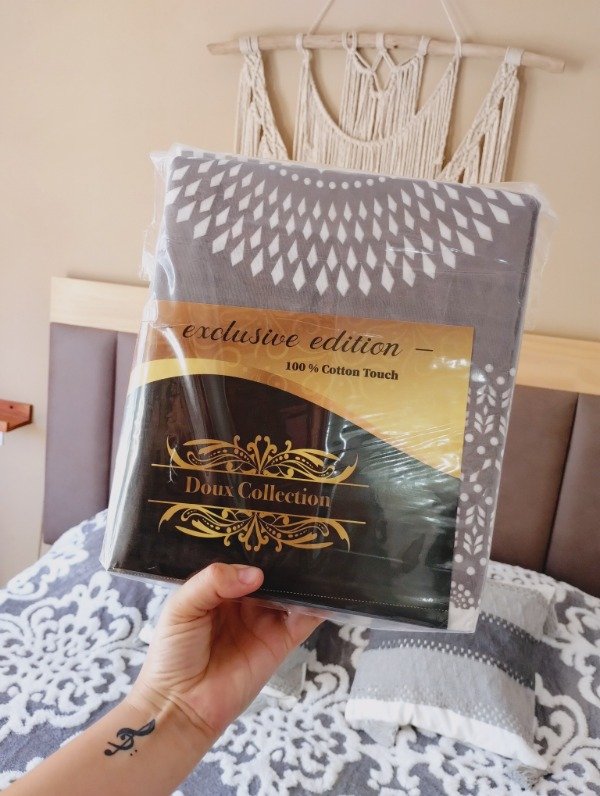 exclusive edition —
100 % Cotton Touch
Doux Collection